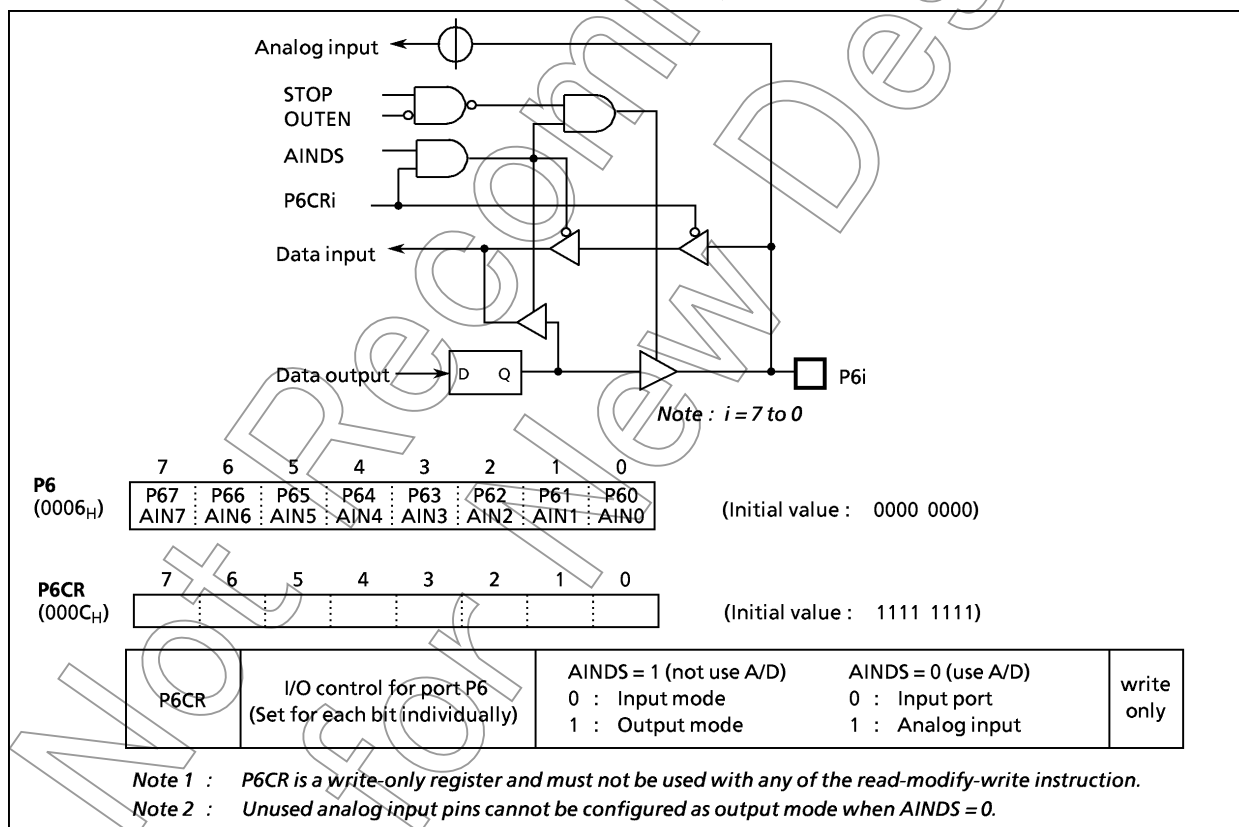 Analog input
STOP
OUTEN
AINDS
P6CRi
Data input
Data output
D Q
P6i
Note : i = 7 to 0
7 6 5 4 3 2 1 0
P6
(0006H)
P67 P66 P65 P64 P63 P62 P61 P60
AIN7 AIN6 AIN5 AIN4 AIN3 AIN2 AIN1 AIN0
(Initial value : 0000 0000)
7 6 5 4 3 2 1 0
P6CR
(000CH)
(Initial value : 1111 1111)
P6CR
I/O control for port P6
(Set for each bit individually)
AINDS = 1 (not use A/D)
0 : Input mode
1 : Output mode
AINDS = 0 (use A/D)
0 : Input port
1 : Analog input
write
only
Note 1 : P6CR is a write-only register and must not be used with any of the read-modify-write instruction.
Note 2 : Unused analog input pins cannot be configured as output mode when AINDS = 0.
Not Recomm
for New Des